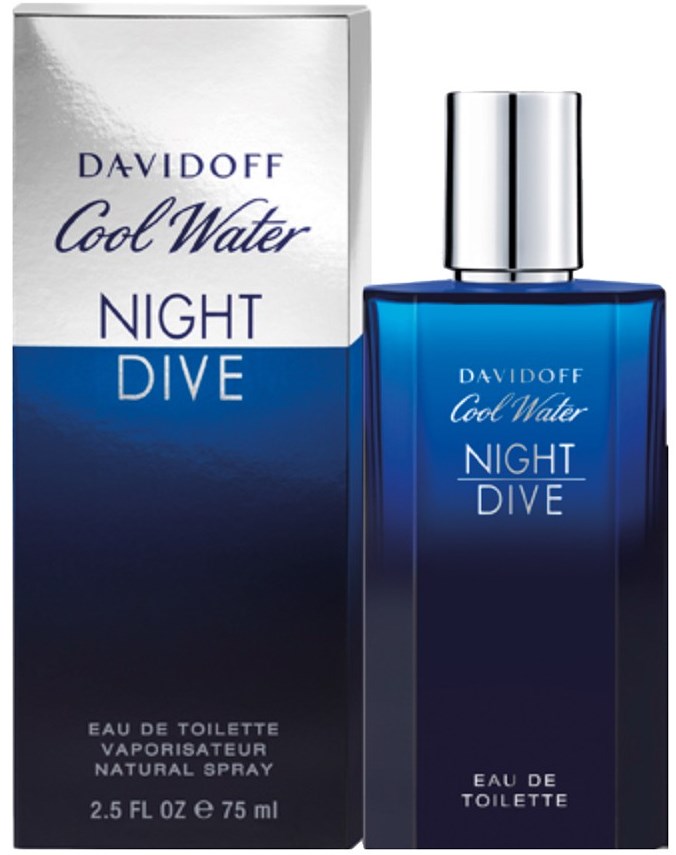 DAVIDOFF
Cool Water
NIGHT
DIVE
EAU DE TOILETTE
VAPORISATEUR
NATURAL SPRAY
2.5 FL OZ ℮ 75 ml
DAVIDOFF
Cool Water
NIGHT
DIVE
EAU DE
TOILETTE